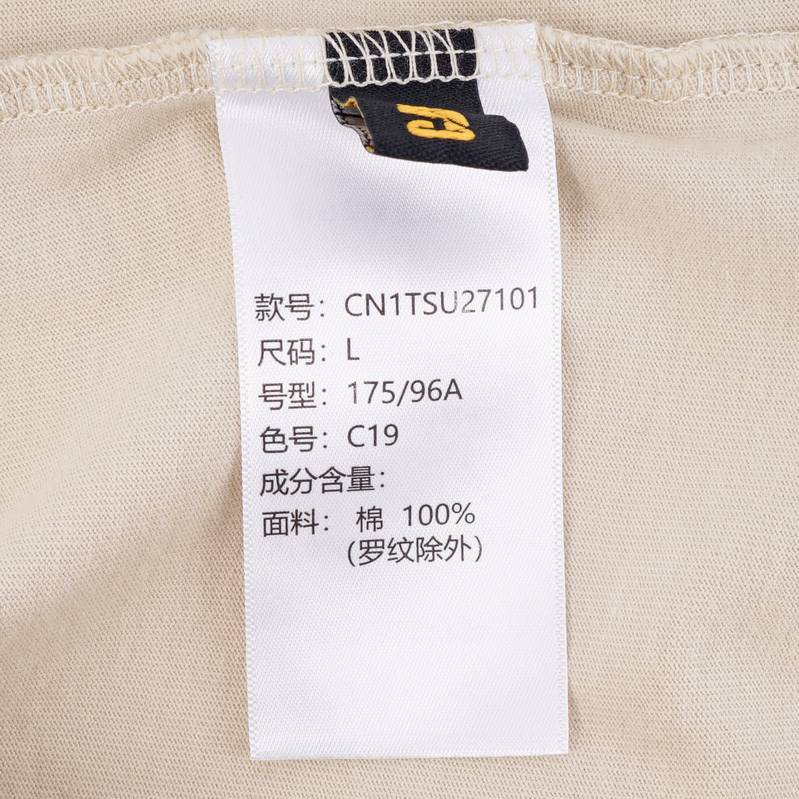 款号：CN1TSU27101
尺码：L
号型：175/96A
色号：C19
成分含量：
面料： 棉 100%
(罗纹除外)